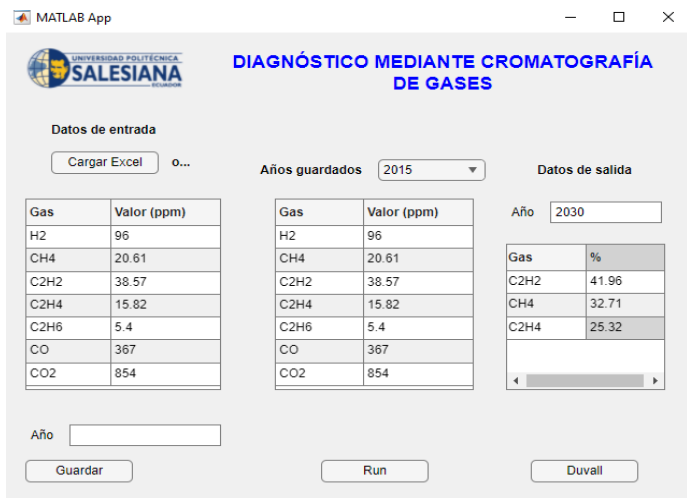 MATLAB App
UNIVERSIDAD POLITÉCNICA
SALESIANA
ECUADOR
DIAGNÓSTICO MEDIANTE CROMATOGRAFÍA
DE GASES
Datos de entrada
Cargar Excel o...
Años guardados 2015
Datos de salida
Gas Valor (ppm)
H2 96
CH4 20.61
C2H2 38.57
C2H4 15.82
C2H6 5.4
CO 367
CO2 854
Gas Valor (ppm)
H2 96
CH4 20.61
C2H2 38.57
C2H4 15.82
C2H6 5.4
CO 367
CO2 854
Año 2030
Gas %
C2H2 41.96
CH4 32.71
C2H4 25.32
Año
Guardar
Run
Duvall